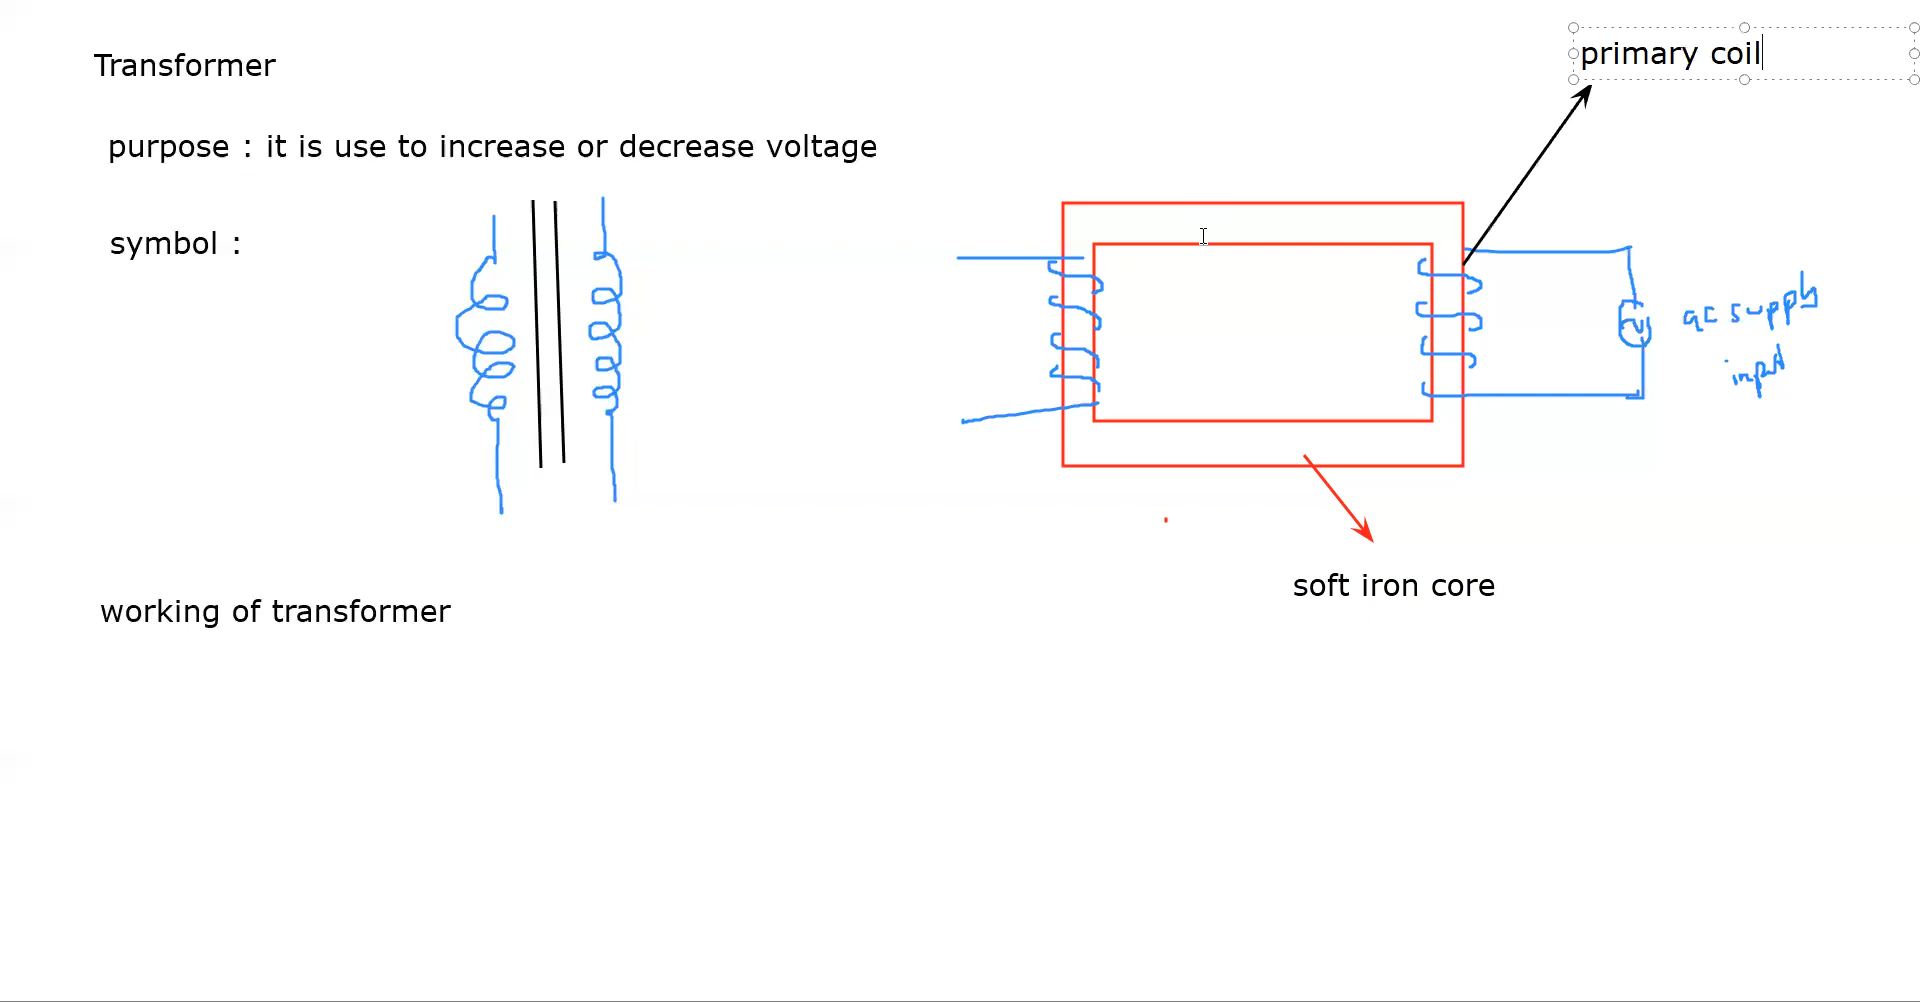 Transformer
primary coil
purpose : it is use to increase or decrease voltage
symbol :
ac supply
input
soft iron core
working of transformer